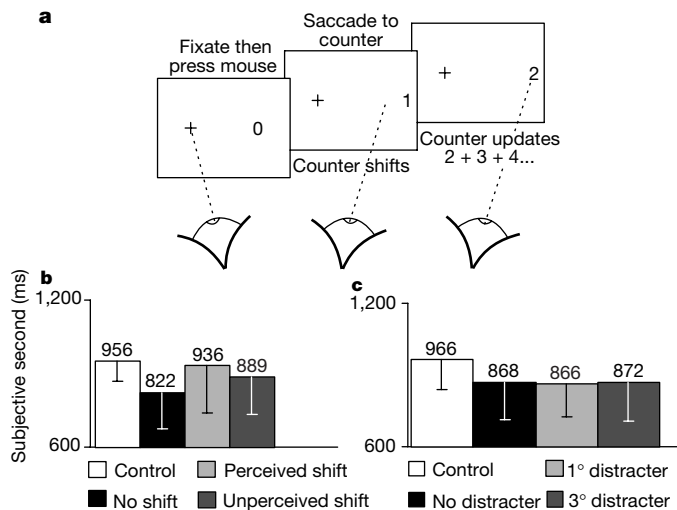 a
Fixate then
press mouse
Saccade to
counter
0
1
2
Counter shifts
Counter updates
2 + 3 + 4...
b
Subjective second (ms)
1,200
600
956
822
936
889
Control
Perceived shift
No shift
Unperceived shift
c
1,200
600
966
868
866
872
Control
1° distracter
No distracter
3° distracter